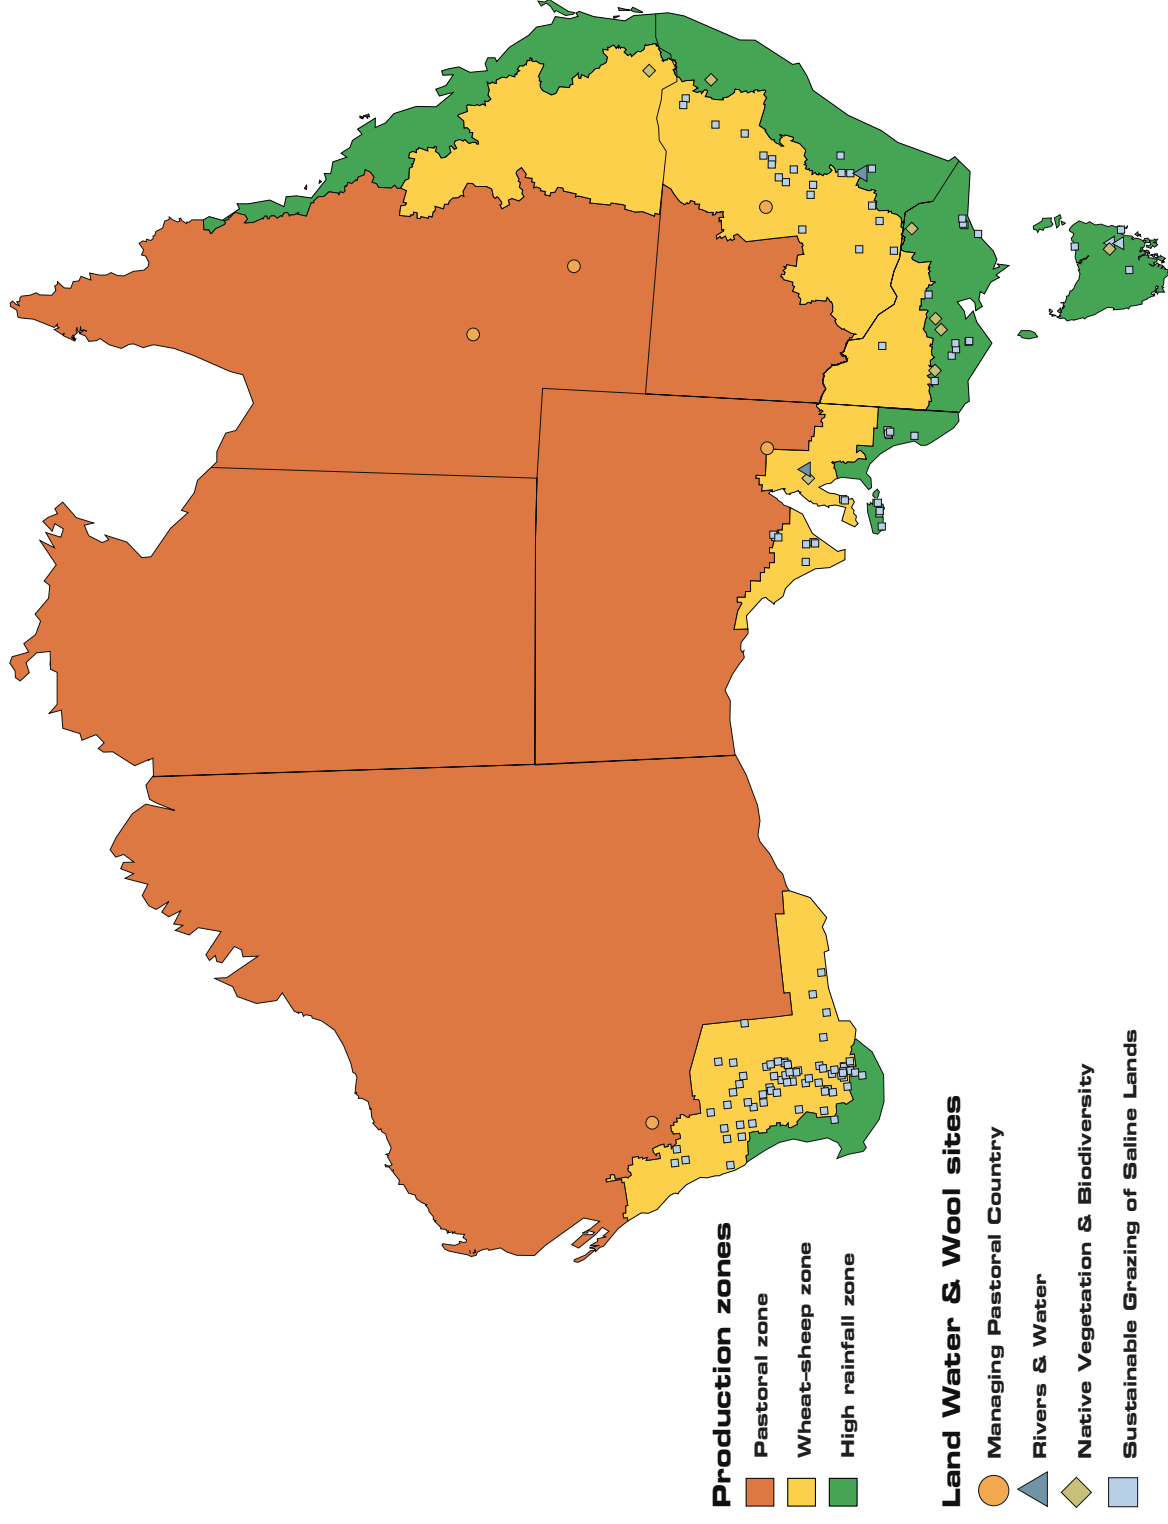 Production zones
Pastoral zone
Wheat-sheep zone
High rainfall zone
Land Water & Wool sites
Managing Pastoral Country
Rivers & Water
Native Vegetation & Biodiversity
Sustainable Grazing of Saline Lands